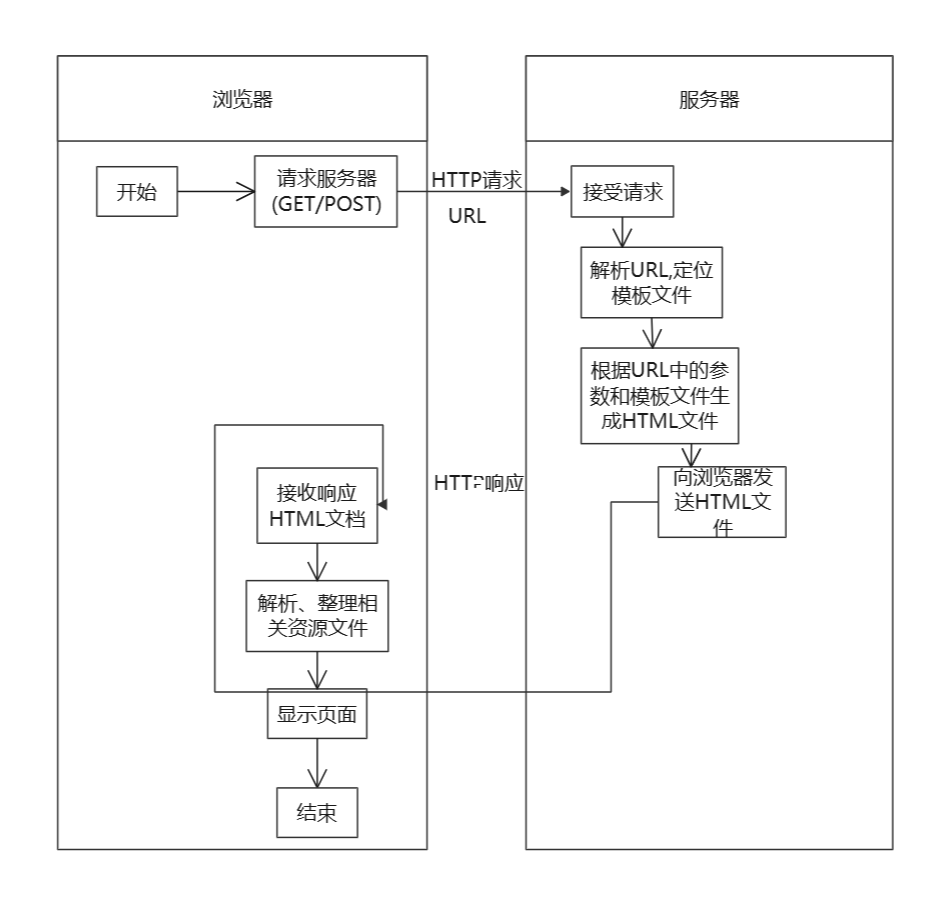 浏览器
服务器
开始
请求服务器
(GET/POST)
HTTP请求
URL
接受请求
解析URL,定位
模板文件
根据URL中的参
数和模板文件生
成HTML文件
向浏览器发
送HTML文
件
HTTP响应
接收响应
HTML文档
解析、整理相
关资源文件
显示页面
结束